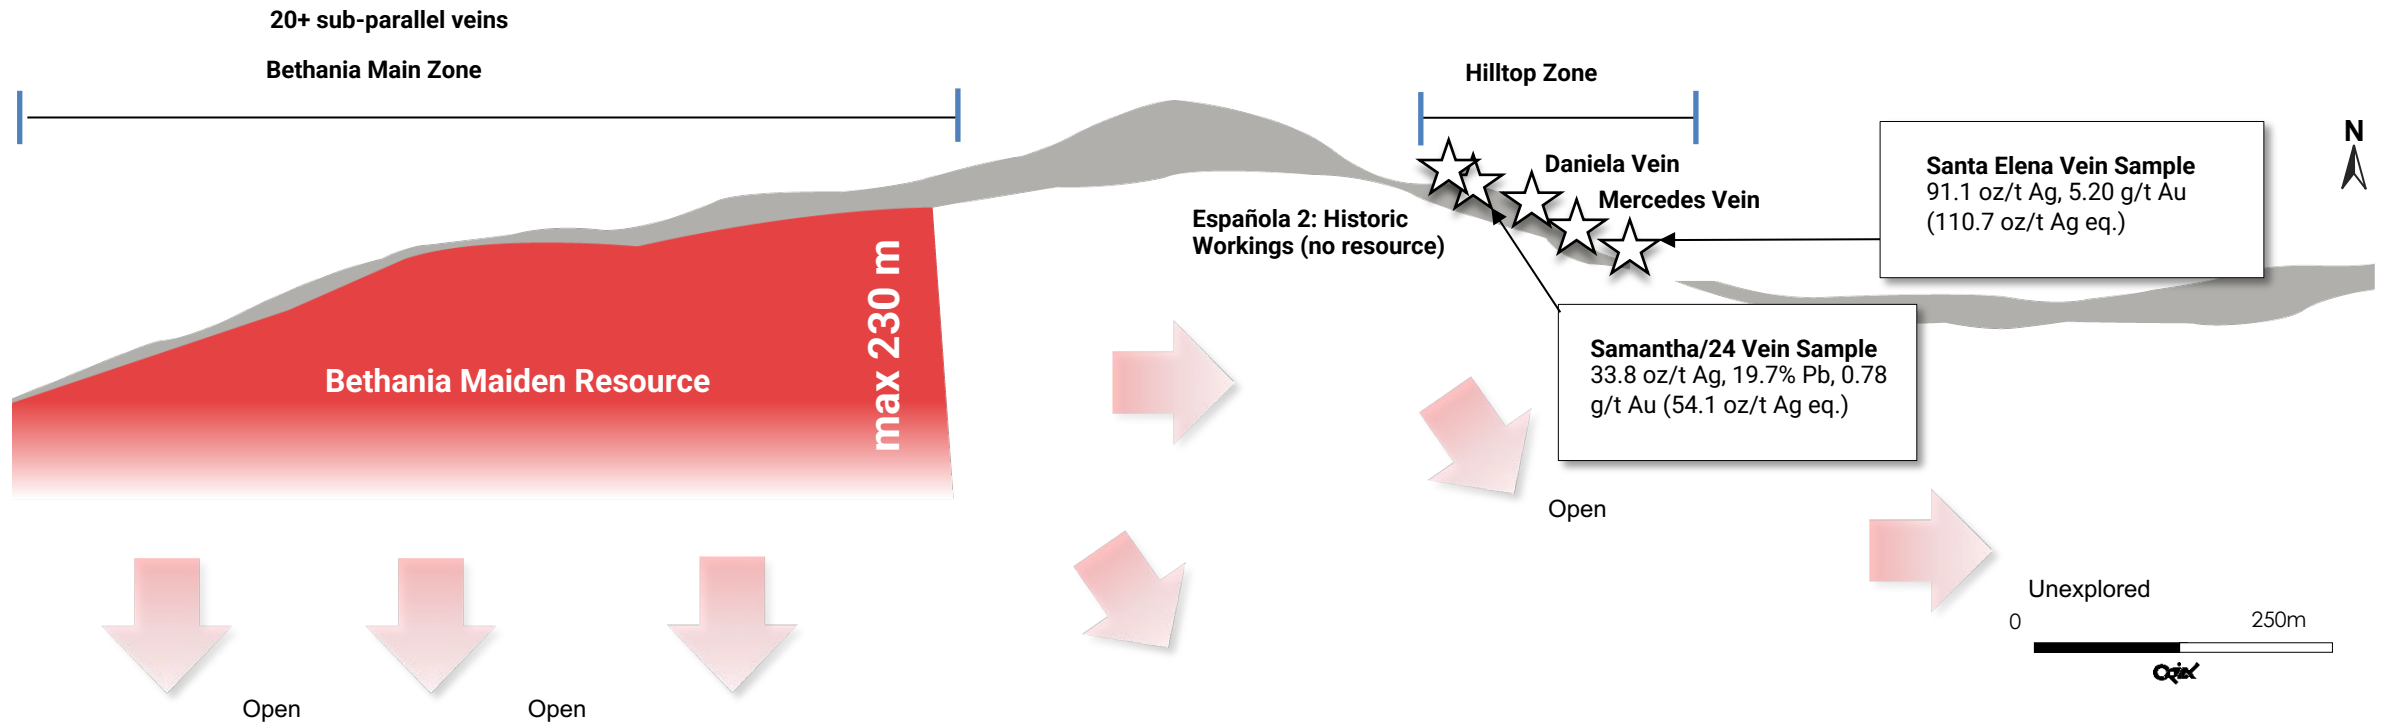 20+ sub-parallel veins
Bethania Main Zone
Hilltop Zone
Daniela Vein
Mercedes Vein
Española 2: Historic
Workings (no resource)
Santa Elena Vein Sample
91.1 oz/t Ag, 5.20 g/t Au
(110.7 oz/t Ag eq.)
N
Bethania Maiden Resource
max 230 m
Samantha/24 Vein Sample
33.8 oz/t Ag, 19.7% Pb, 0.78
g/t Au (54.1 oz/t Ag eq.)
Open
Unexplored
0
250m
Open
Open